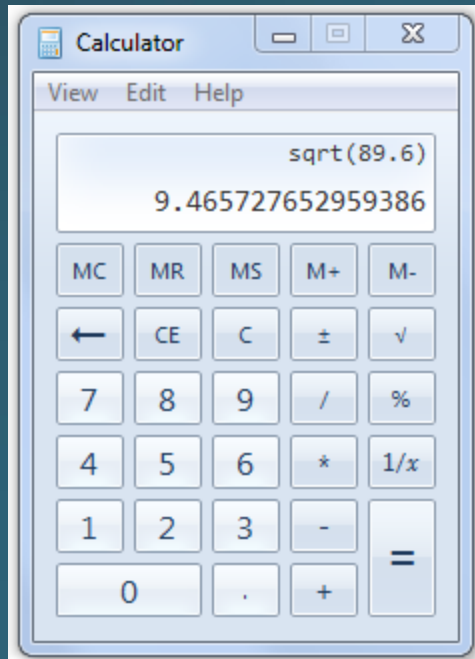 Calculator
View Edit Help
sqrt(89.6)
9.465727652959386
MC MR MS M+ M-
← CE C ± √
7 8 9 / %
4 5 6 * 1/x
1 2 3 - =
0 . +